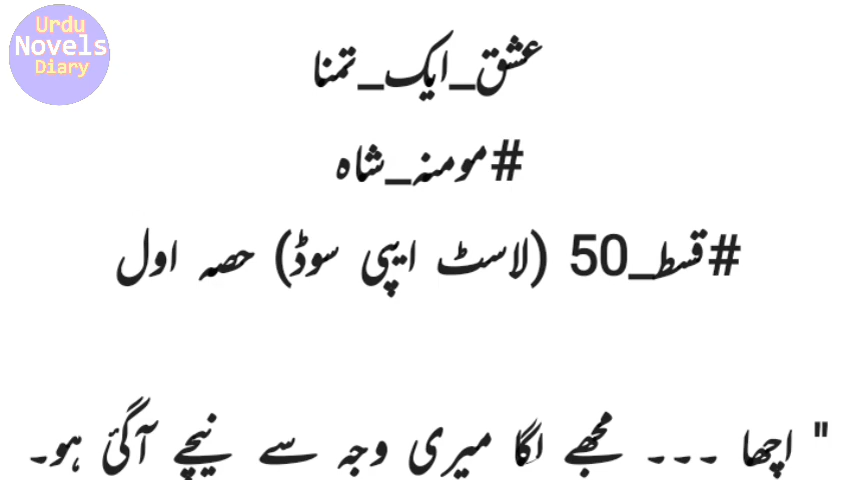 Urdu
Novels
Diary
عشق_ایک_تمنا
#مومنہ_شاہ
#قسط_50 (لاسٹ ایپی سوڈ) حصہ اول
" اچھا ۔۔۔ مجھے لگا میری وجہ سے نیچے آگئ ہو۔